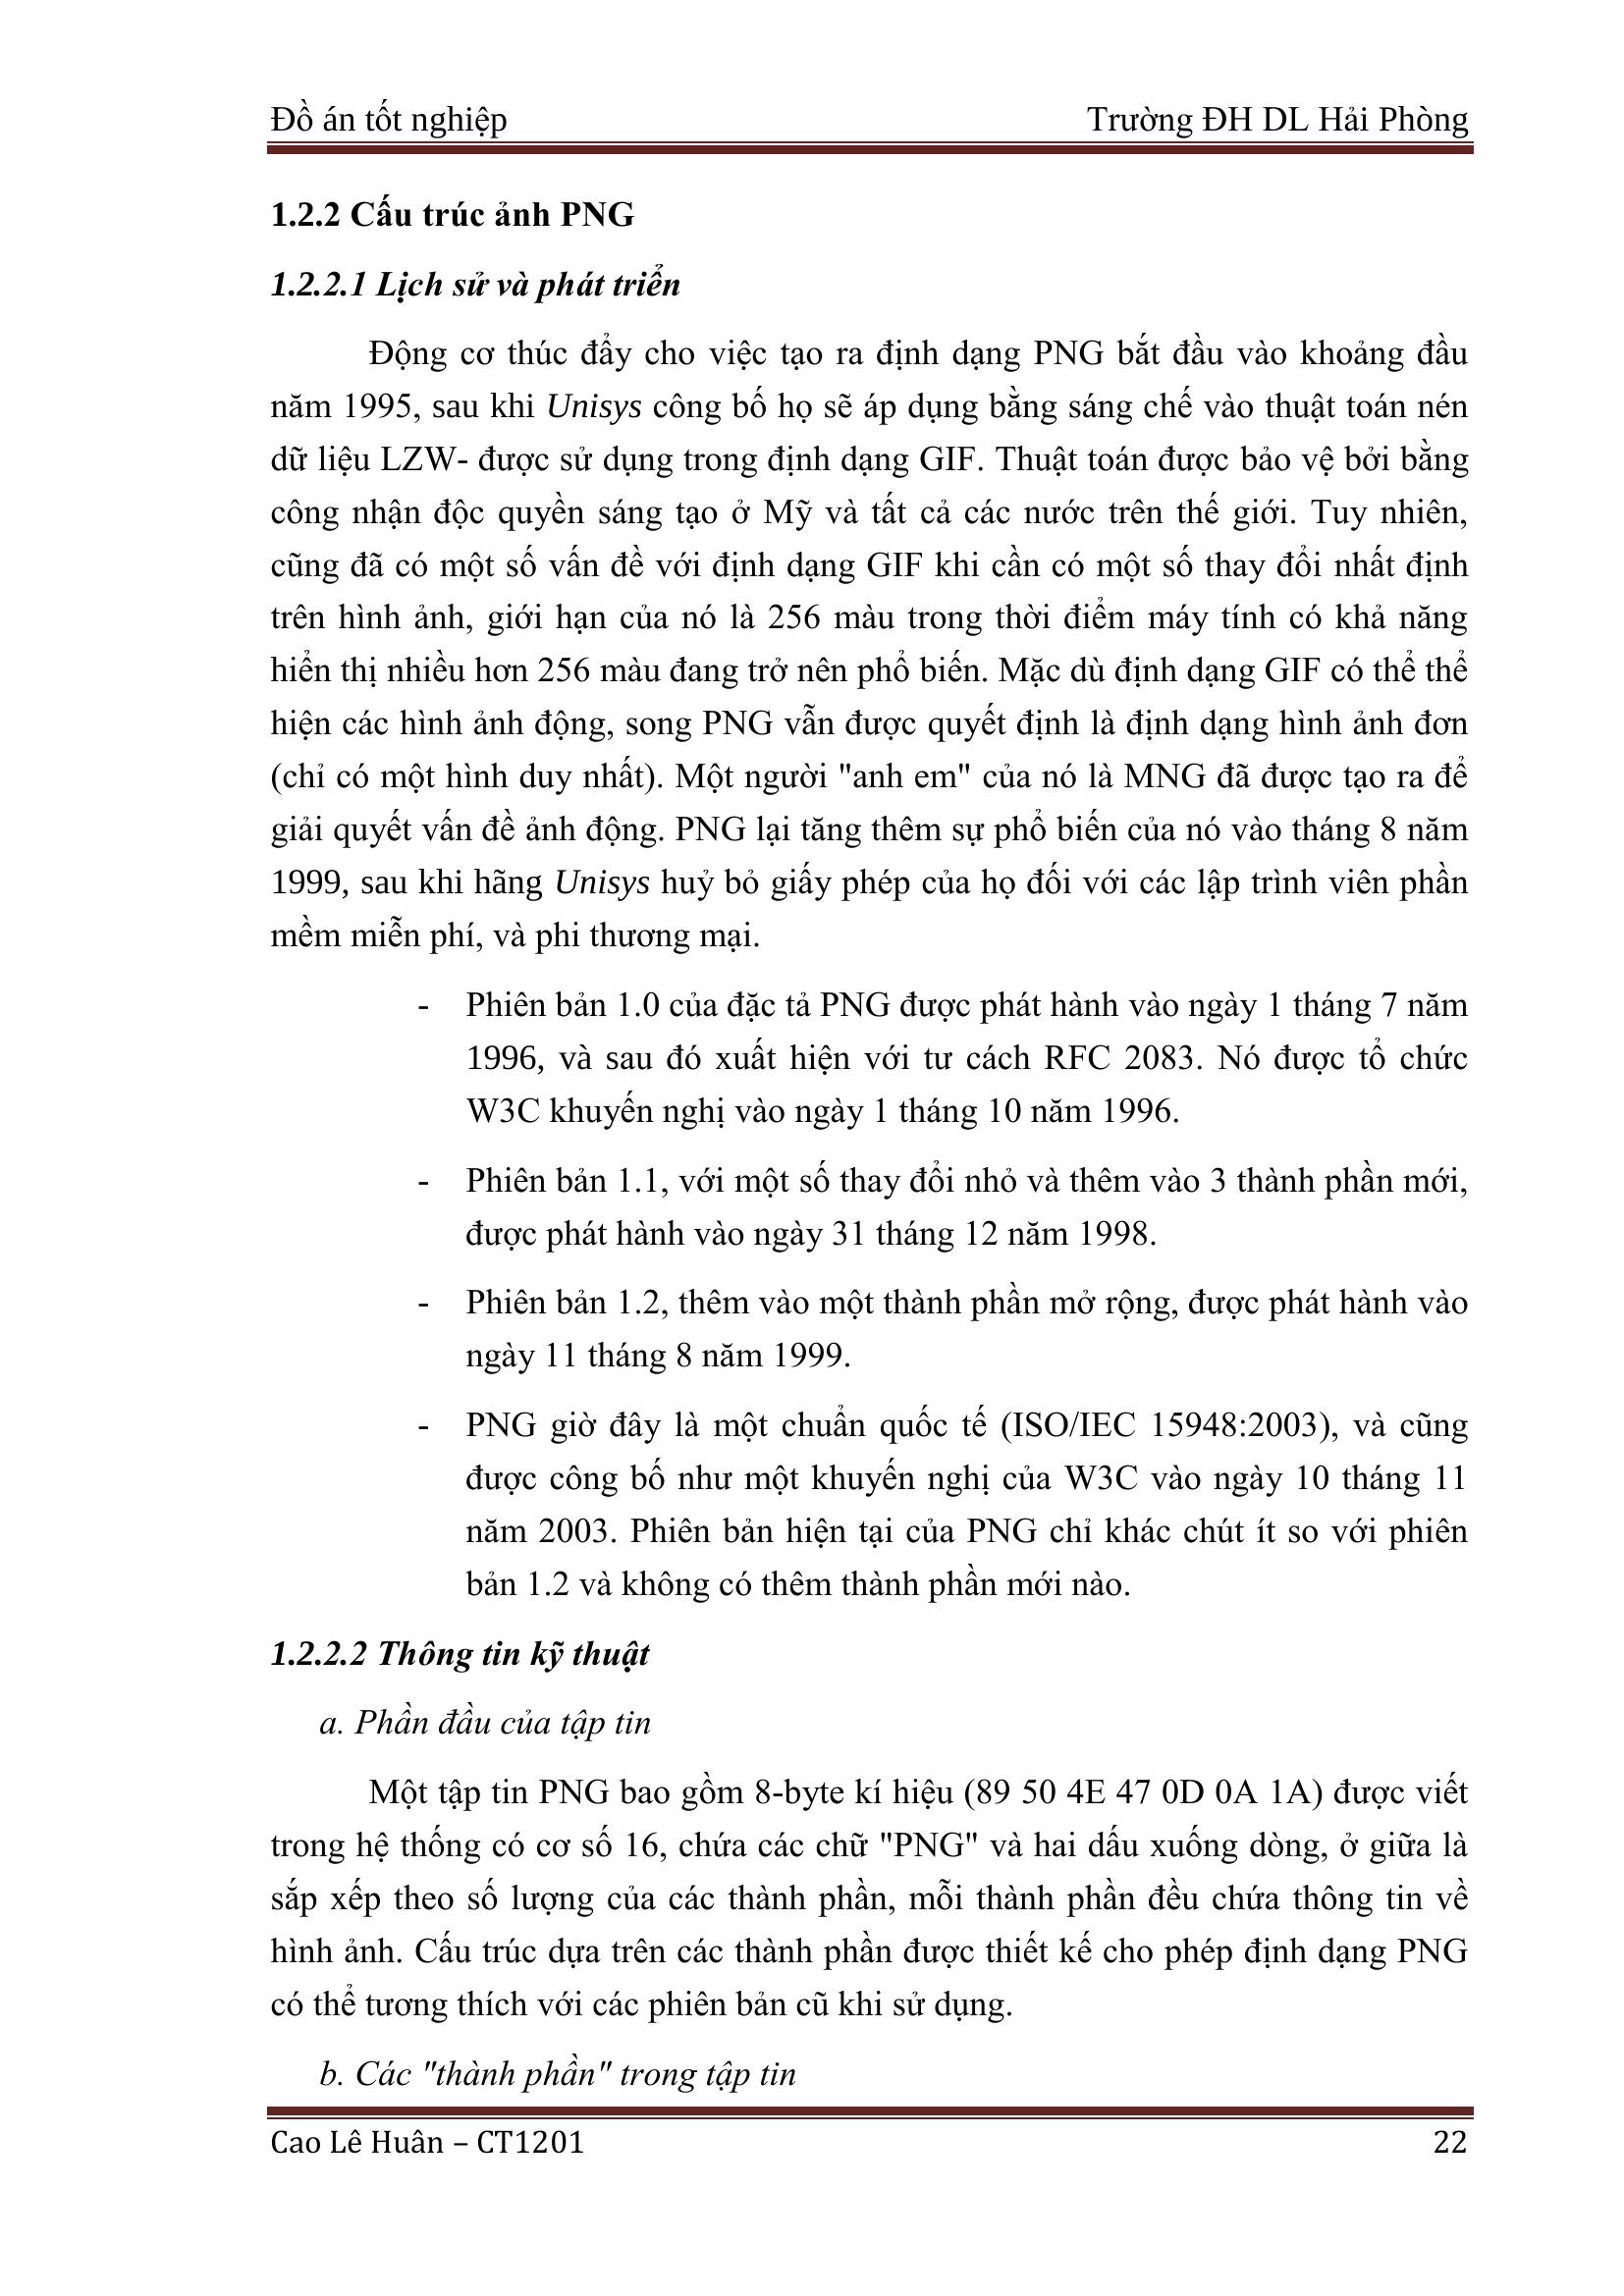 Đồ án tốt nghiệp Trường ĐH DL Hải Phòng
1.2.2 Cấu trúc ảnh PNG
1.2.2.1 Lịch sử và phát triển
Động cơ thúc đẩy cho việc tạo ra định dạng PNG bắt đầu vào khoảng đầu
năm 1995, sau khi Unisys công bố họ sẽ áp dụng bằng sáng chế vào thuật toán nén
dữ liệu LZW- được sử dụng trong định dạng GIF. Thuật toán được bảo vệ bởi bằng
công nhận độc quyền sáng tạo ở Mỹ và tất cả các nước trên thế giới. Tuy nhiên,
cũng đã có một số vấn đề với định dạng GIF khi cần có một số thay đổi nhất định
trên hình ảnh, giới hạn của nó là 256 màu trong thời điểm máy tính có khả năng
hiển thị nhiều hơn 256 màu đang trở nên phổ biến. Mặc dù định dạng GIF có thể thể
hiện các hình ảnh động, song PNG vẫn được quyết định là định dạng hình ảnh đơn
(chỉ có một hình duy nhất). Một người "anh em" của nó là MNG đã được tạo ra để
giải quyết vấn đề ảnh động. PNG lại tăng thêm sự phổ biến của nó vào tháng 8 năm
1999, sau khi hãng Unisys huỷ bỏ giấy phép của họ đối với các lập trình viên phần
mềm miễn phí, và phi thương mại.
- Phiên bản 1.0 của đặc tả PNG được phát hành vào ngày 1 tháng 7 năm
1996, và sau đó xuất hiện với tư cách RFC 2083. Nó được tổ chức
W3C khuyến nghị vào ngày 1 tháng 10 năm 1996.
- Phiên bản 1.1, với một số thay đổi nhỏ và thêm vào 3 thành phần mới,
được phát hành vào ngày 31 tháng 12 năm 1998.
- Phiên bản 1.2, thêm vào một thành phần mở rộng, được phát hành vào
ngày 11 tháng 8 năm 1999.
- PNG giờ đây là một chuẩn quốc tế (ISO/IEC 15948:2003), và cũng
được công bố như một khuyến nghị của W3C vào ngày 10 tháng 11
năm 2003. Phiên bản hiện tại của PNG chỉ khác chút ít so với phiên
bản 1.2 và không có thêm thành phần mới nào.
1.2.2.2 Thông tin kỹ thuật
a. Phần đầu của tập tin
Một tập tin PNG bao gồm 8-byte kí hiệu (89 50 4E 47 0D 0A 1A) được viết
trong hệ thống có cơ số 16, chứa các chữ "PNG" và hai dấu xuống dòng, ở giữa là
sắp xếp theo số lượng của các thành phần, mỗi thành phần đều chứa thông tin về
hình ảnh. Cấu trúc dựa trên các thành phần được thiết kế cho phép định dạng PNG
có thể tương thích với các phiên bản cũ khi sử dụng.
b. Các "thành phần" trong tập tin
Cao Lê Huân – CT1201 22